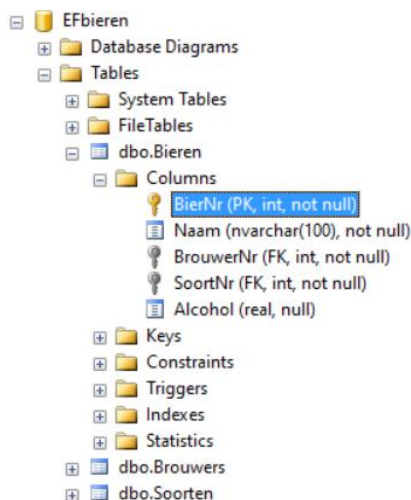 EFbieren
Database Diagrams
Tables
System Tables
FileTables
dbo.Bieren
Columns
BierNr (PK, int, not null)
Naam (nvarchar(100), not null)
BrouwerNr (FK, int, not null)
SoortNr (FK, int, not null)
Alcohol (real, null)
Keys
Constraints
Triggers
Indexes
Statistics
dbo.Brouwers
dbo.Soorten